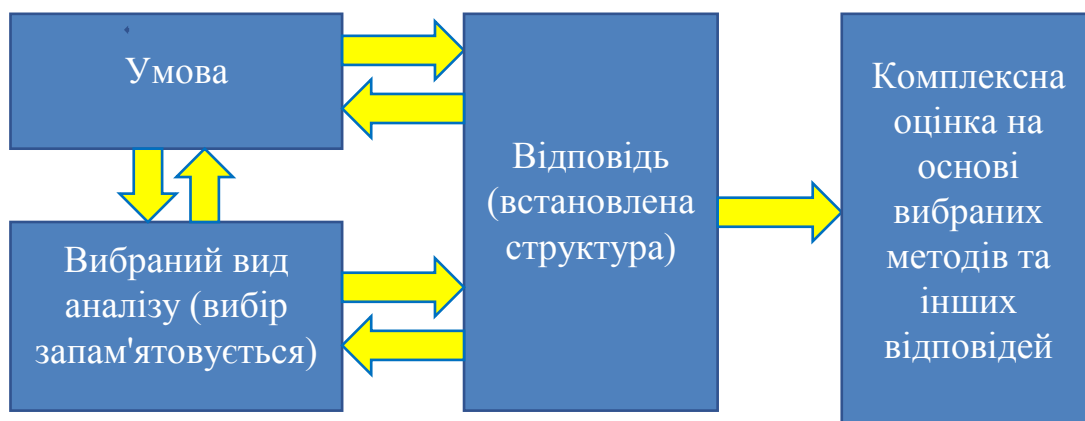 Умова
Вибраний вид
аналізу (вибір
запам'ятовується)
Відповідь
(встановлена
структура)
Комплексна
оцінка на
основі
вибраних
методів та
інших
відповідей